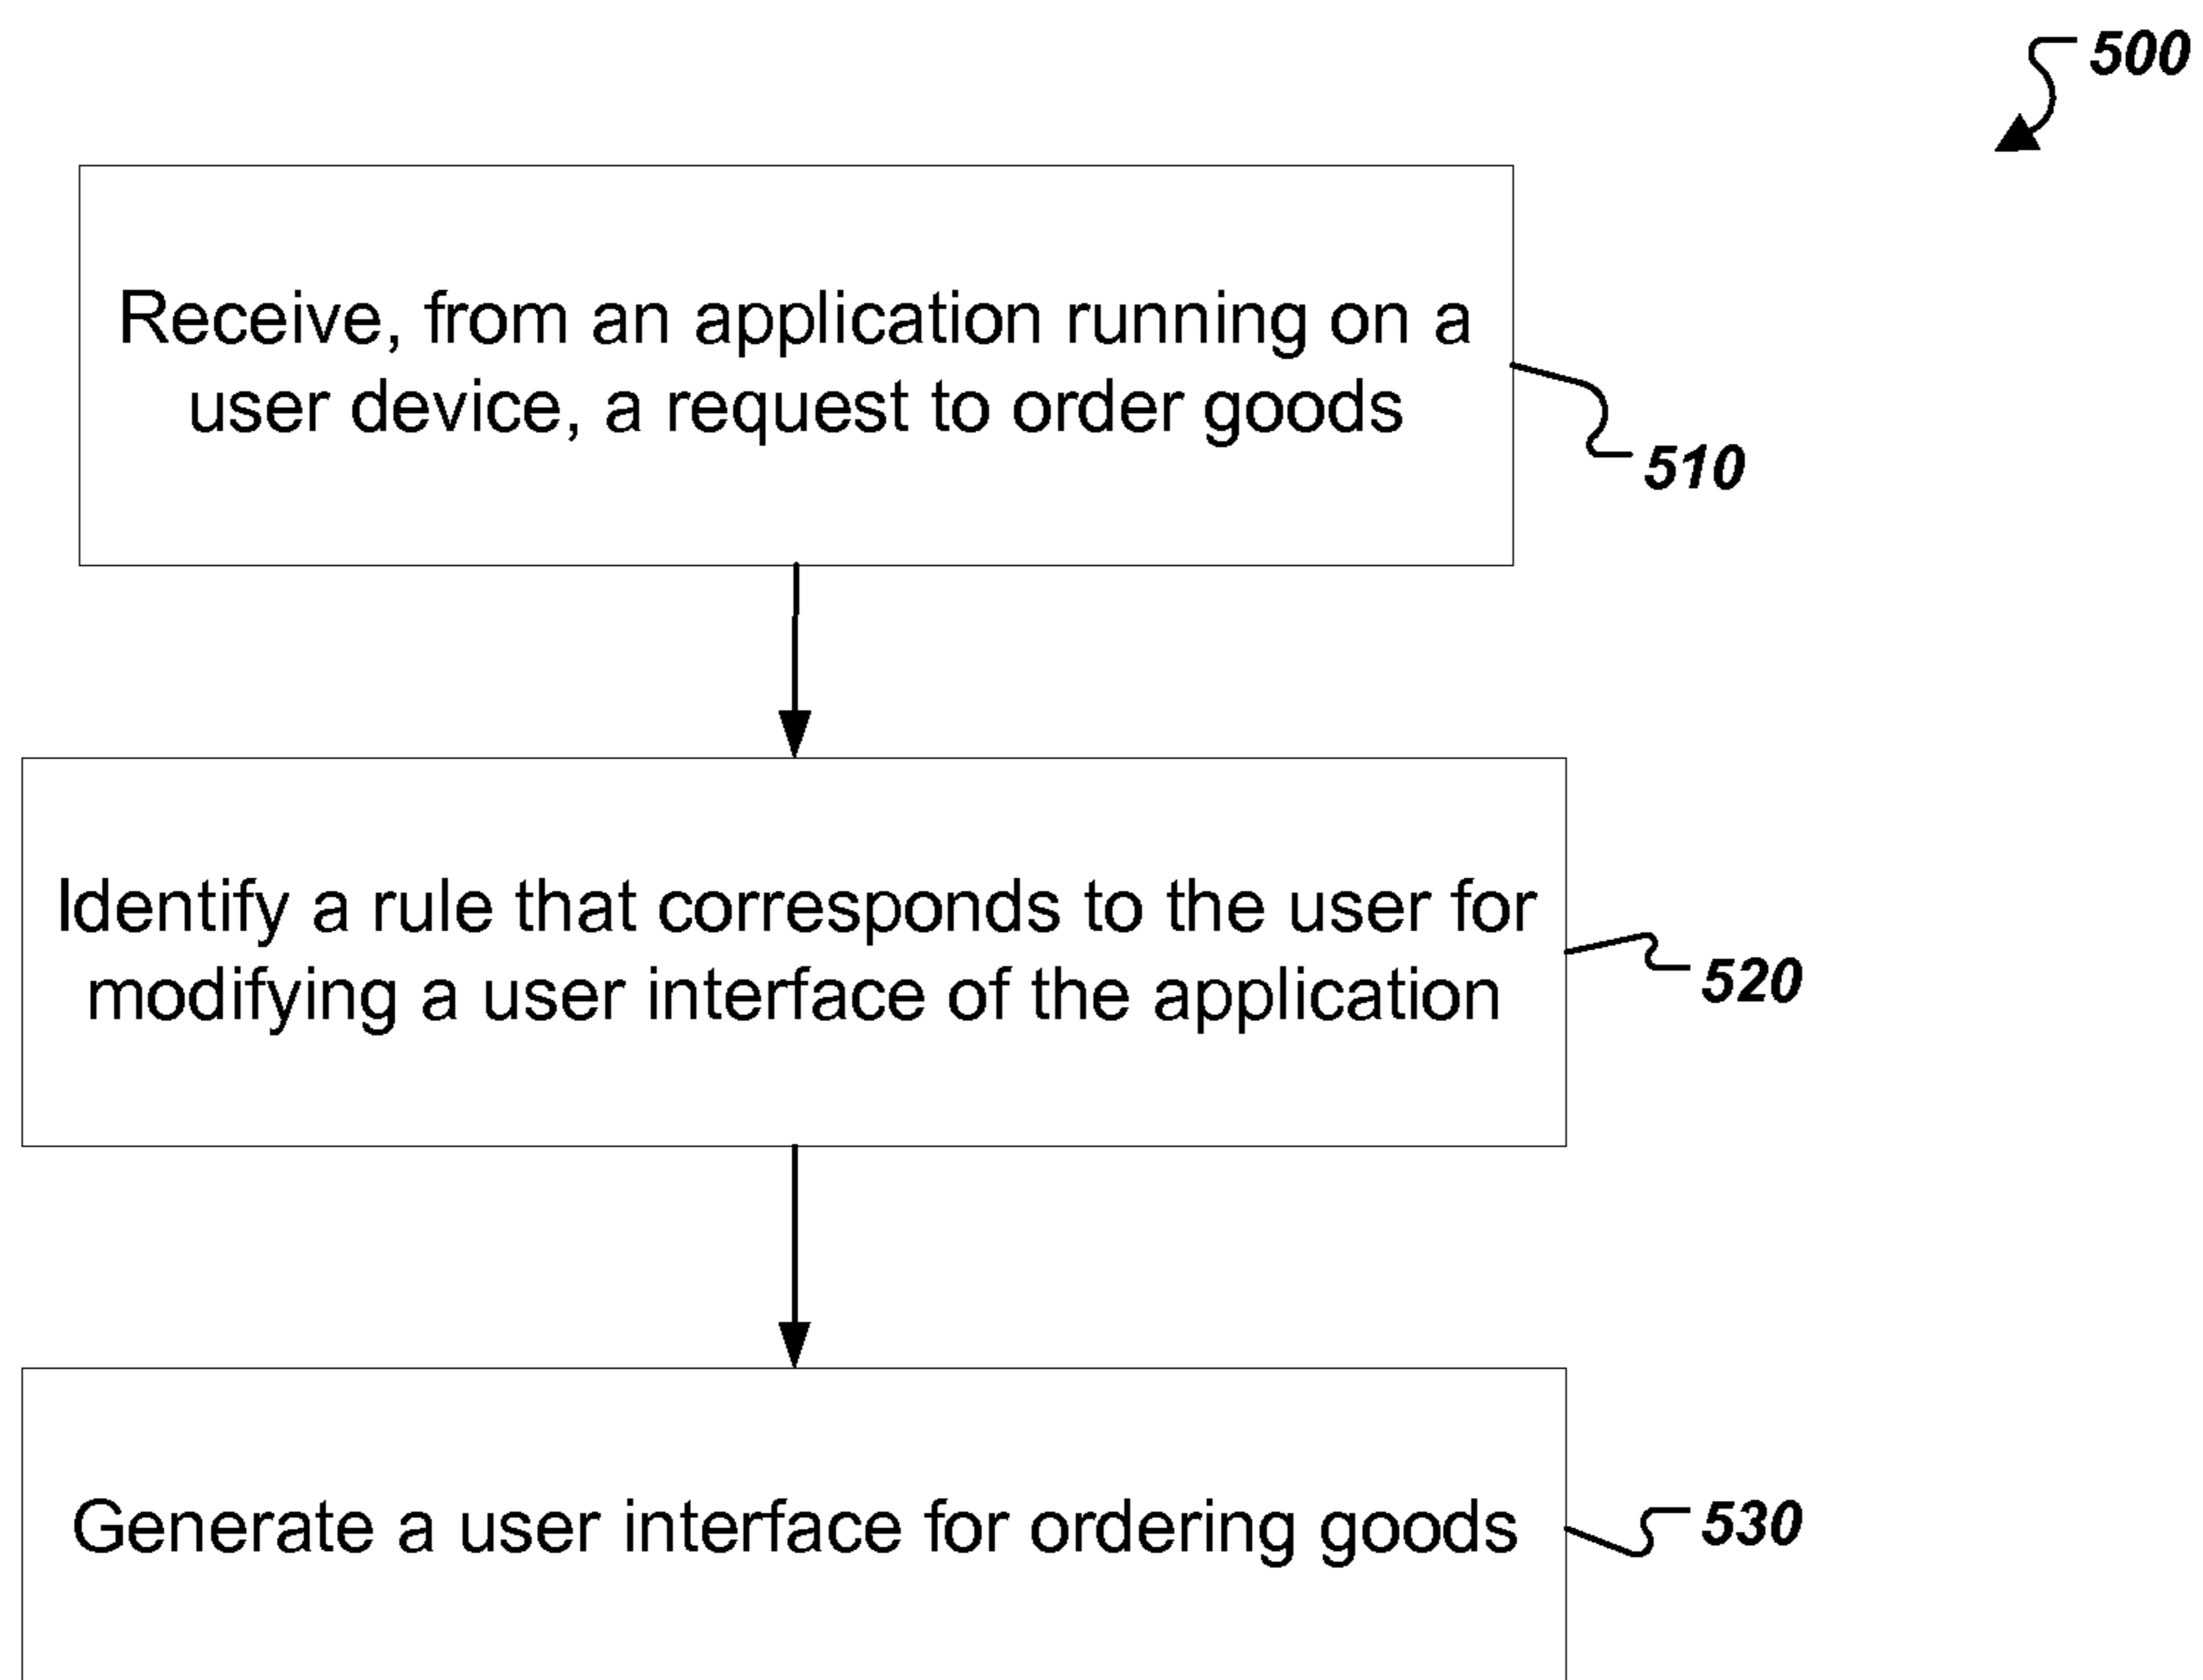 500
Receive, from an application running on a
user device, a request to order goods
510
Identify a rule that corresponds to the user for
modifying a user interface of the application
520
Generate a user interface for ordering goods
530